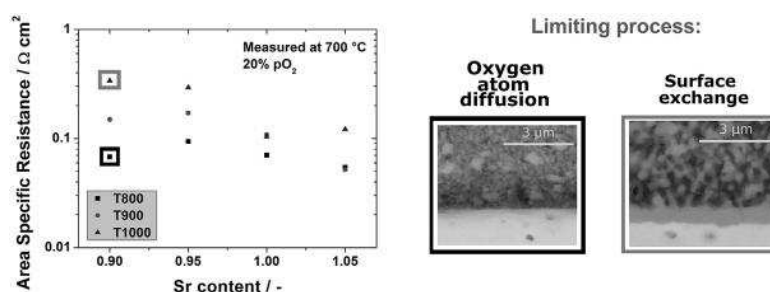 Area Specific Resistance / Ω cm²
1
0.1
0.01
Measured at 700 °C
20% pO₂
T800
T900
T1000
0.90
0.95
1.00
1.05
Sr content / -
Limiting process:
Oxygen
atom
diffusion
3 µm
Surface
exchange
3 µm